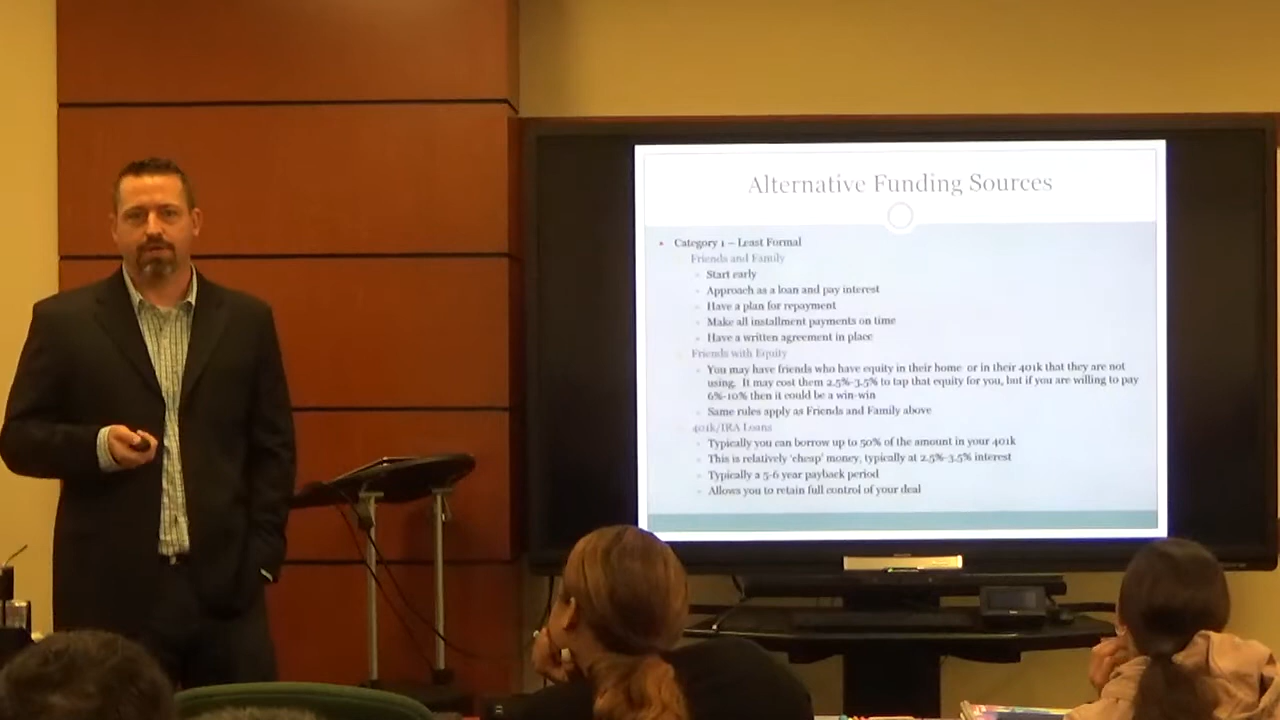 Alternative Funding Sources
Category 1 – Least Formal
Friends and Family
Start early
Approach as a loan and pay interest
Have a plan for repayment
Make all installment payments on time
Have a written agreement in place
Friends with Equity
You may have friends who have equity in their home or in their 401k that they are not
using. It may cost them 2.5%-3.5% to tap that equity for you, but if you are willing to pay
6%-10% then it could be a win-win
Same rules apply as Friends and Family above
401k/IRA Loans
Typically you can borrow up to 50% of the amount in your 401k
This is relatively 'cheap' money, typically at 2.5%-3.5% interest
Typically a 5-6 year payback period
Allows you to retain full control of your deal